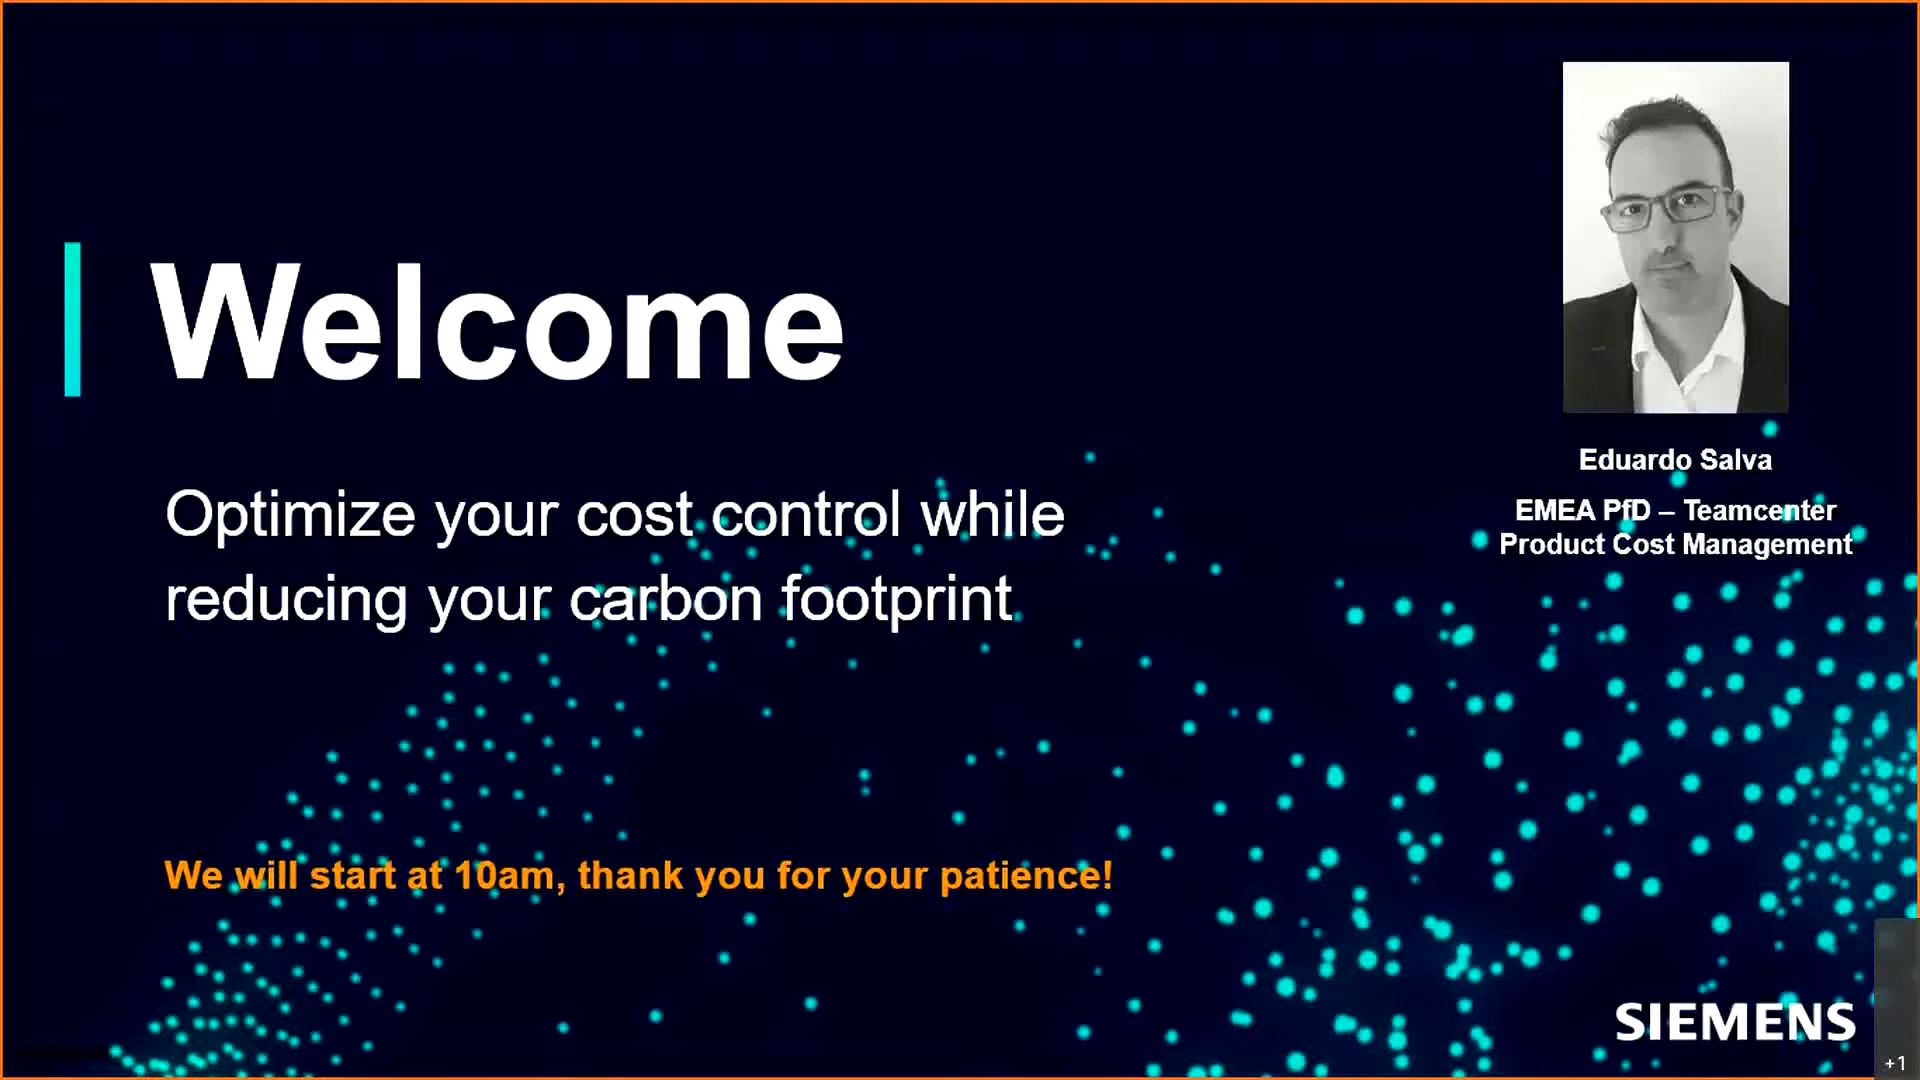 Welcome
Optimize your cost control while
reducing your carbon footprint
We will start at 10am, thank you for your patience!
Eduardo Salva
EMEA PfD – Teamcenter
Product Cost Management
SIEMENS
+1